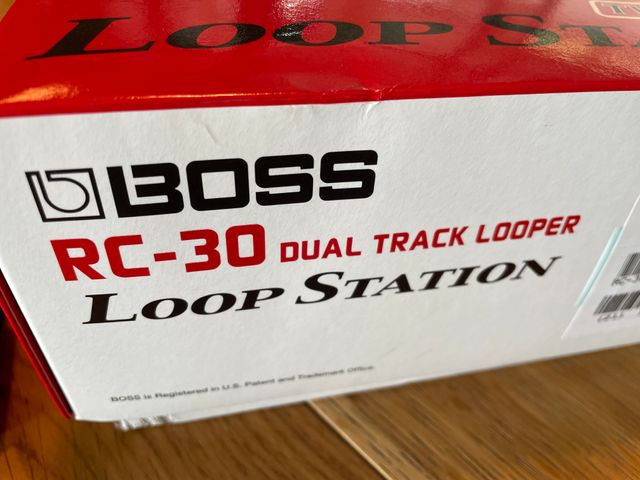 LOOP ST
BOSS
RC-30 DUAL TRACK LOOPER
LOOP STATION
BOSS is Registered in U.S. Patent and Trademark Office.